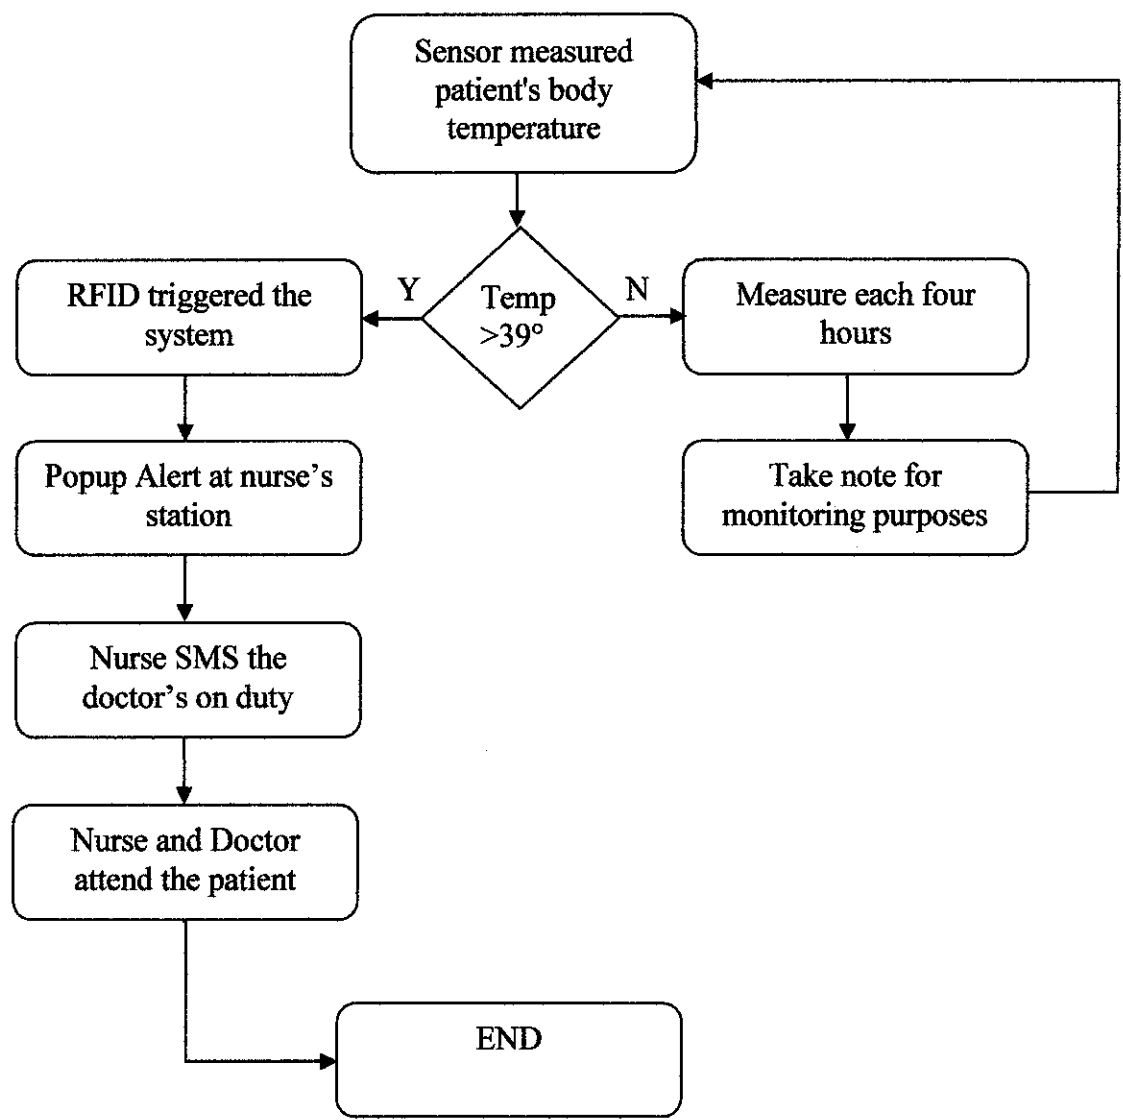 Sensor measured
patient's body
temperature
Y
Temp
>39°
N
RFID triggered the
system
Measure each four
hours
Popup Alert at nurse’s
station
Take note for
monitoring purposes
Nurse SMS the
doctor’s on duty
Nurse and Doctor
attend the patient
END